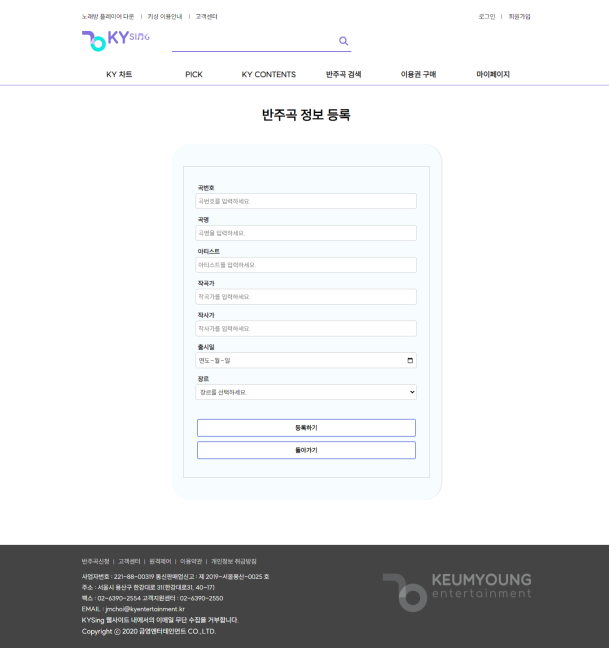 노래방 플레이어 다운 | 키싱 이용안내 | 고객센터
로그인 | 회원가입
KYSING
KY 차트 PICK KY CONTENTS 반주곡 검색 이용권 구매 마이페이지
반주곡 정보 등록
곡번호
곡번호를 입력하세요.
곡명
곡명을 입력하세요.
아티스트
아티스트를 입력하세요.
작곡가
작곡가를 입력하세요.
작사가
작사가를 입력하세요.
출시일
연도-월-일
장르
장르를 선택하세요.
등록하기
돌아가기
반주곡신청 | 고객센터 | 원격제어 | 이용약관 | 개인정보 취급방침
사업자번호 : 221-88-00319 통신판매업신고 : 제 2019-서울용산-0025 호
주소 : 서울시 용산구 한강대로 31(한강대로31, 40-17)
팩스 : 02-6390-2554 고객지원센터 : 02-6390-2550
EMAIL : jmchoi@kyentertainment.kr
KYSing 웹사이드 내에서의 이메일 무단 수집을 거부합니다.
Copyright ⓒ 2020 금영엔터테인먼트 CO.,LTD.
KEUMYOUNG
entertainment